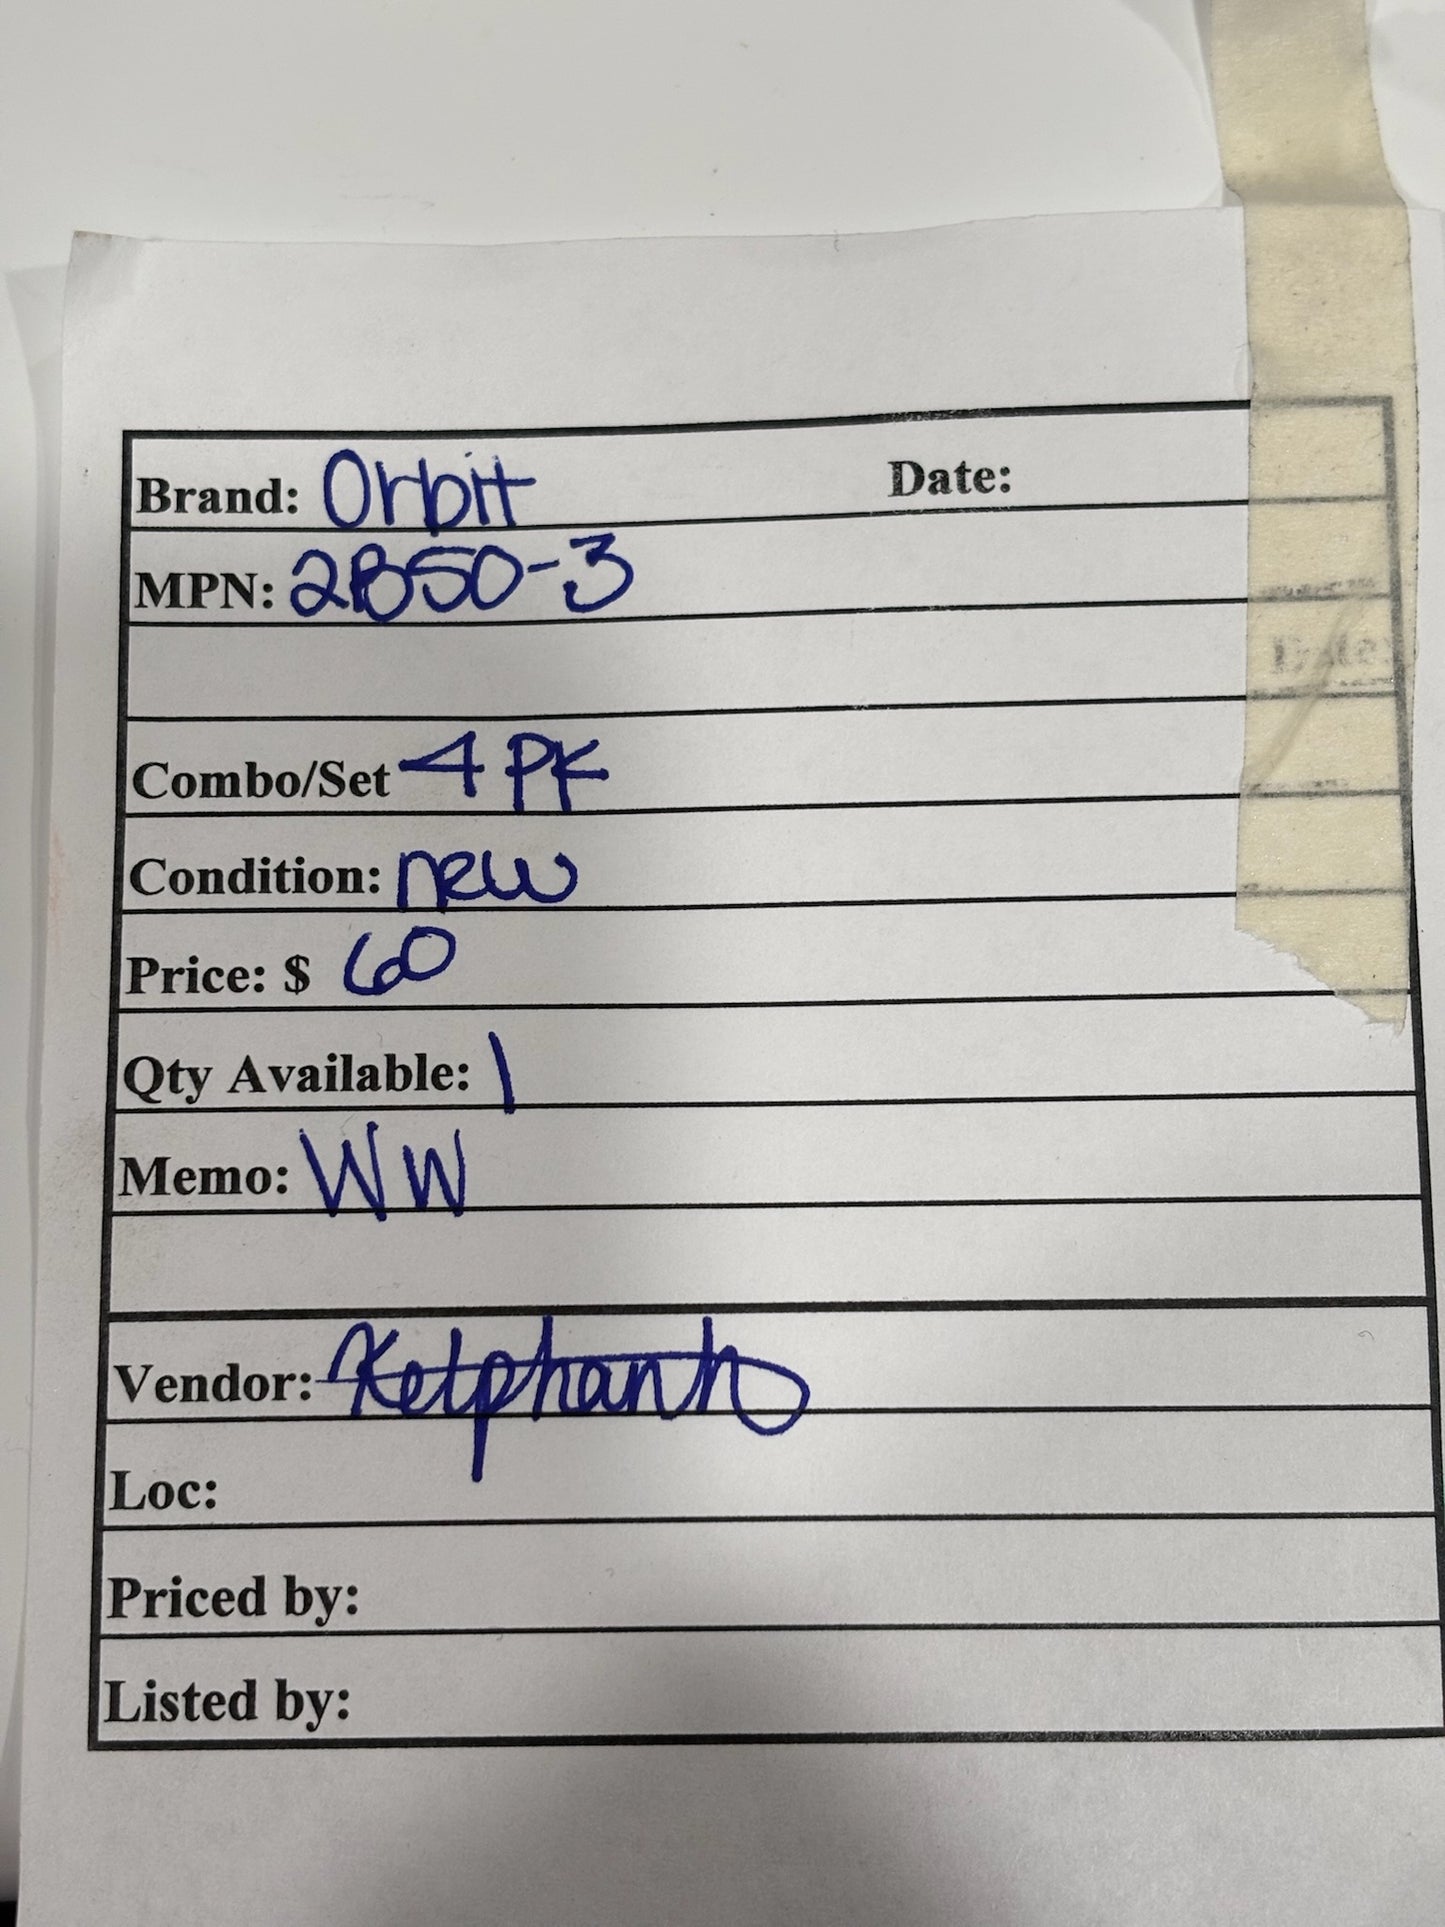 Brand: Orbit Date:
MPN: 2B50-3
Date:
Combo/Set 4 PK
Condition: new
Price: $ 60
Qty Available: 1
Memo: WW
Vendor:
Loc:
Priced by:
Listed by: